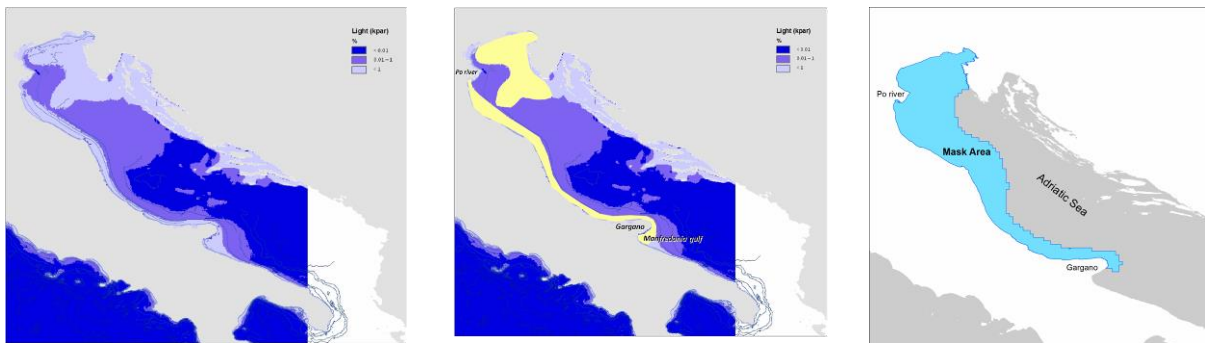 Light (kpar)
%
< 0.01
0.01 – 1
< 1
Light (kpar)
%
< 0.01
0.01 – 1
< 1
Po river
Gargano
Manfredonia gulf
Po river
Mask Area
Adriatic Sea
Gargano